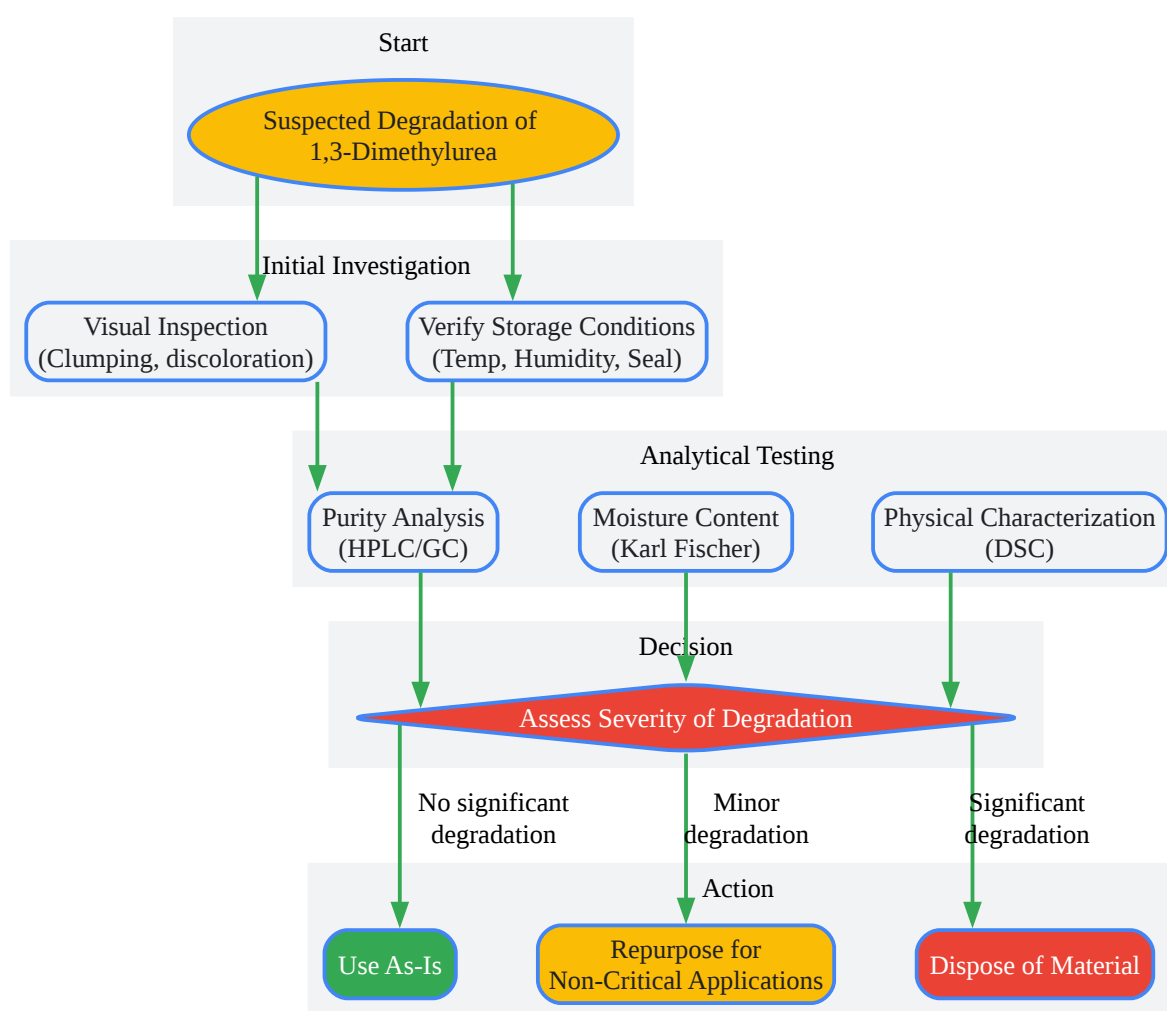 Start
Suspected Degradation of
1,3-Dimethylurea
Initial Investigation
Visual Inspection
(Clumping, discoloration)
Verify Storage Conditions
(Temp, Humidity, Seal)
Analytical Testing
Purity Analysis
(HPLC/GC)
Moisture Content
(Karl Fischer)
Physical Characterization
(DSC)
Decision
Assess Severity of Degradation
No significant
degradation
Minor
degradation
Significant
degradation
Action
Use As-Is
Repurpose for
Non-Critical Applications
Dispose of Material